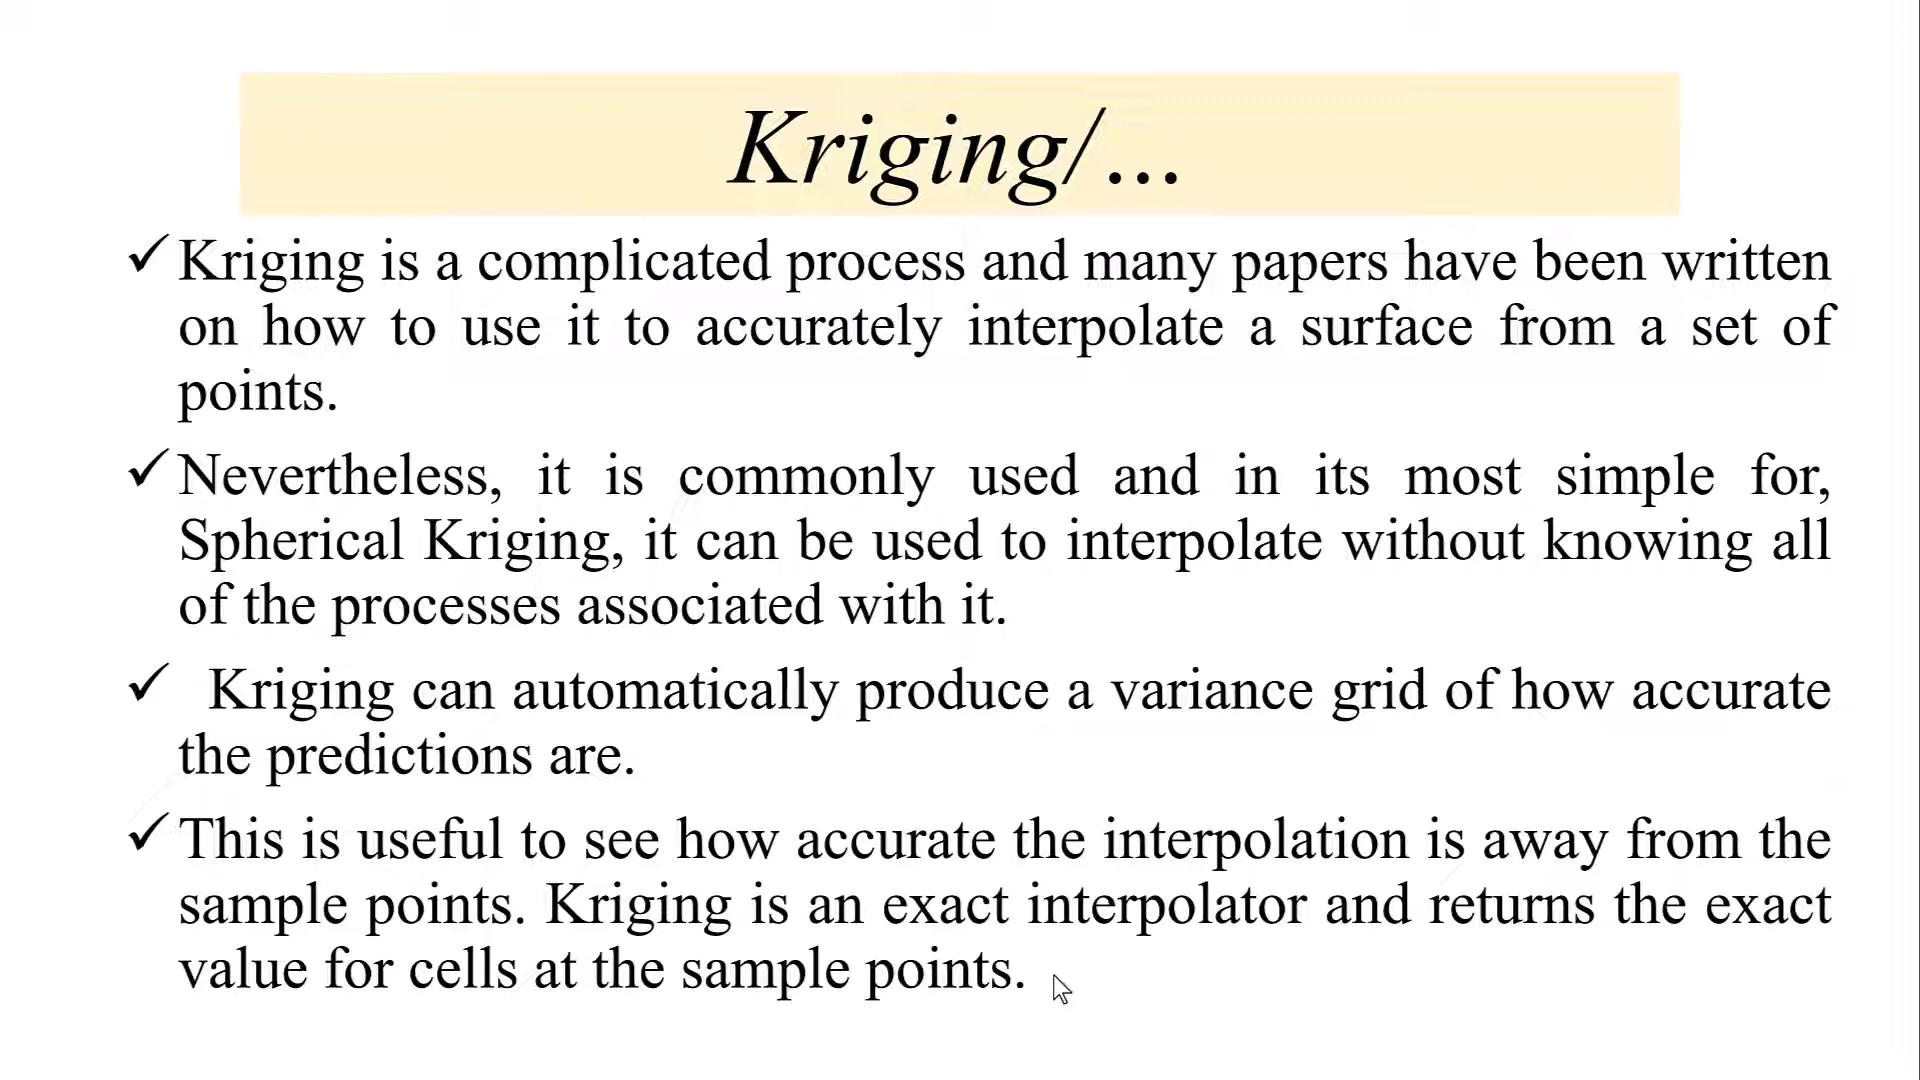 Kriging/...
✓Kriging is a complicated process and many papers have been written
on how to use it to accurately interpolate a surface from a set of
points.
✓Nevertheless, it is commonly used and in its most simple for,
Spherical Kriging, it can be used to interpolate without knowing all
of the processes associated with it.
✓ Kriging can automatically produce a variance grid of how accurate
the predictions are.
✓This is useful to see how accurate the interpolation is away from the
sample points. Kriging is an exact interpolator and returns the exact
value for cells at the sample points.